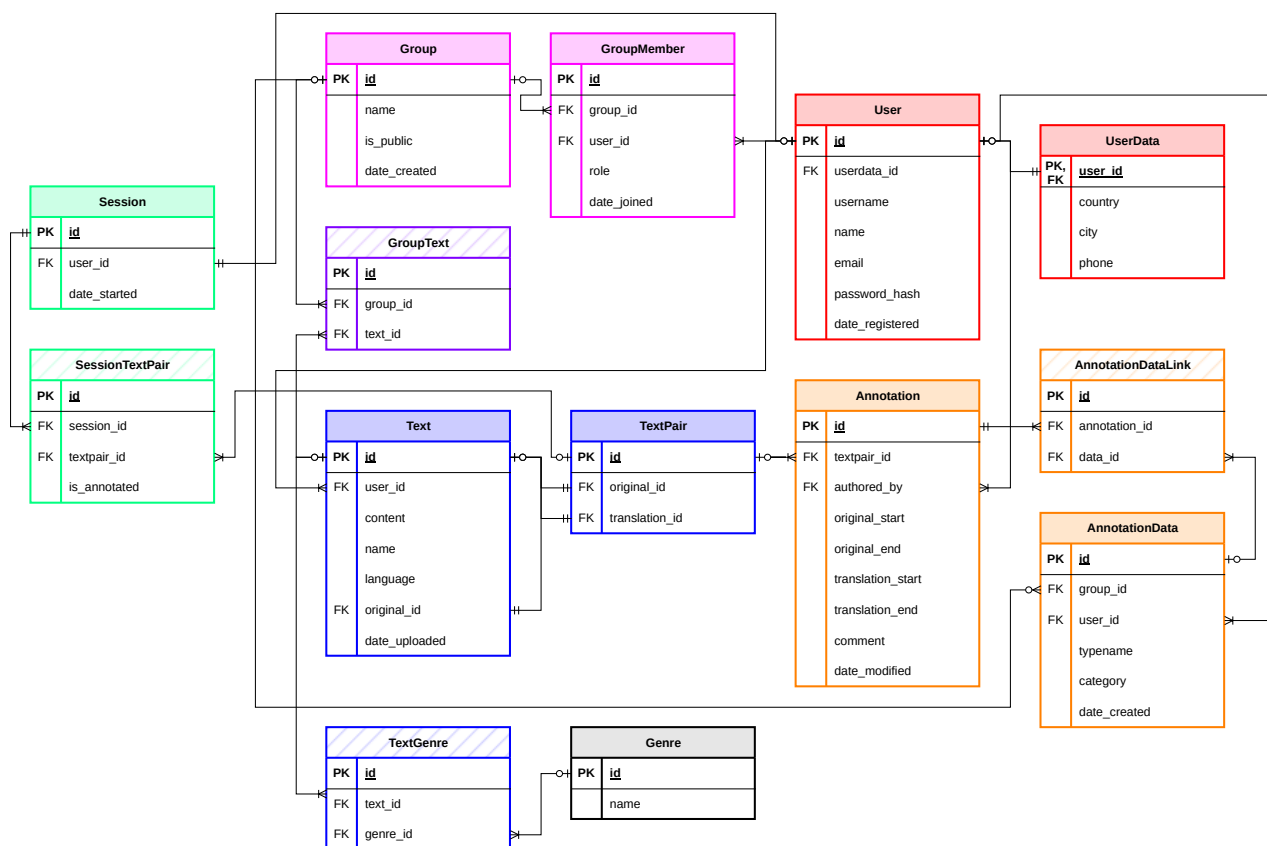 Group
PK id
name
is_public
date_created
GroupMember
PK id
FK group_id
FK user_id
role
date_joined
User
PK id
FK userdata_id
username
name
email
password_hash
date_registered
UserData
PK, FK user_id
country
city
phone
Session
PK id
FK user_id
date_started
GroupText
PK id
FK group_id
FK text_id
SessionTextPair
PK id
FK session_id
FK textpair_id
is_annotated
Text
PK id
FK user_id
content
name
language
FK original_id
date_uploaded
TextPair
PK id
FK original_id
FK translation_id
Annotation
PK id
FK textpair_id
FK authored_by
original_start
original_end
translation_start
translation_end
comment
date_modified
AnnotationDataLink
PK id
FK annotation_id
FK data_id
AnnotationData
PK id
FK group_id
FK user_id
typename
category
date_created
TextGenre
PK id
FK text_id
FK genre_id
Genre
PK id
name